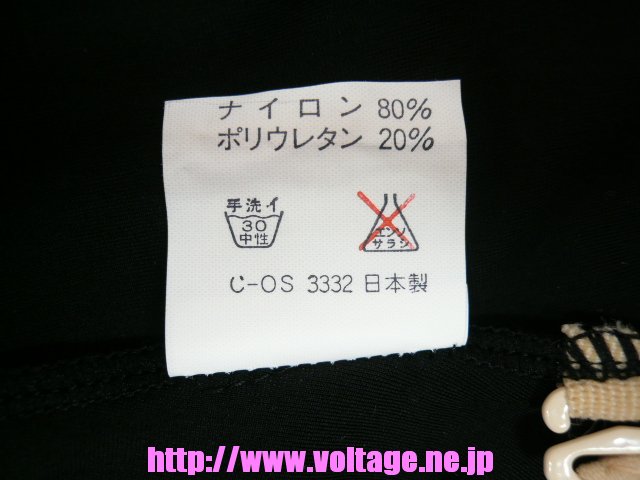 ナイロン 80%
ポリウレタン 20%
手洗イ
30
中性
エンソ
サラシ
C-OS 3332 日本製
http://www.voltage.ne.jp